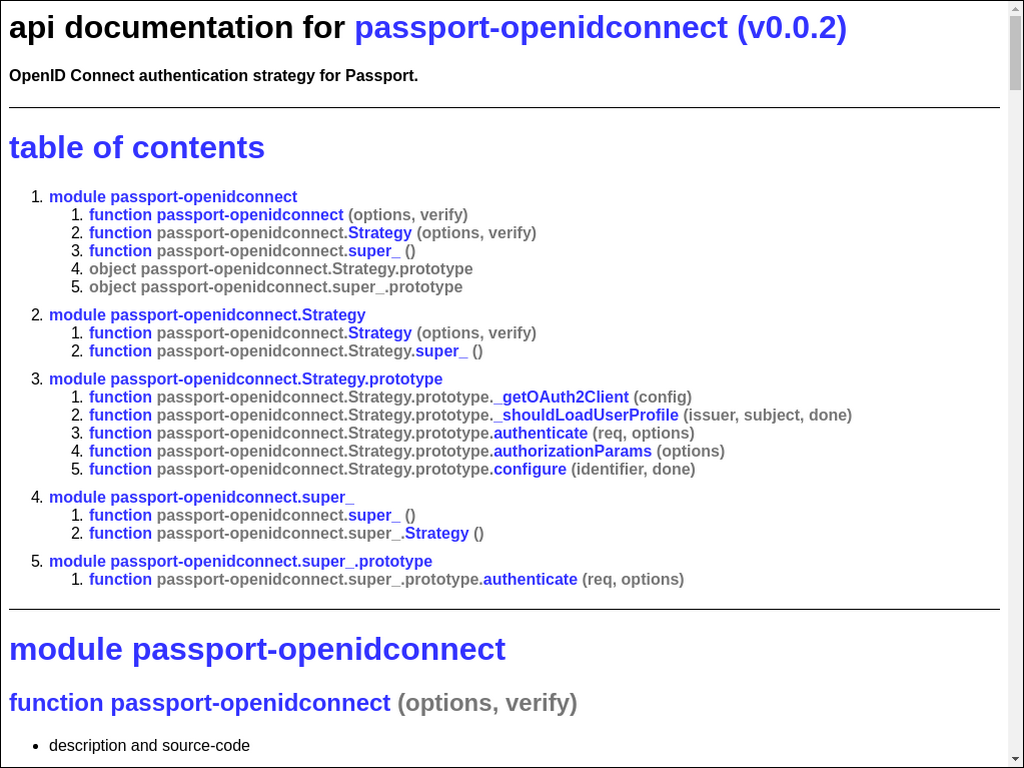 api documentation for passport-openidconnect (v0.0.2)
OpenID Connect authentication strategy for Passport.
table of contents
1. module passport-openidconnect
1. function passport-openidconnect (options, verify)
2. function passport-openidconnect.Strategy (options, verify)
3. function passport-openidconnect.super_ ()
4. object passport-openidconnect.Strategy.prototype
5. object passport-openidconnect.super_.prototype
2. module passport-openidconnect.Strategy
1. function passport-openidconnect.Strategy (options, verify)
2. function passport-openidconnect.Strategy.super_ ()
3. module passport-openidconnect.Strategy.prototype
1. function passport-openidconnect.Strategy.prototype._getOAuth2Client (config)
2. function passport-openidconnect.Strategy.prototype._shouldLoadUserProfile (issuer, subject, done)
3. function passport-openidconnect.Strategy.prototype.authenticate (req, options)
4. function passport-openidconnect.Strategy.prototype.authorizationParams (options)
5. function passport-openidconnect.Strategy.prototype.configure (identifier, done)
4. module passport-openidconnect.super_
1. function passport-openidconnect.super_ ()
2. function passport-openidconnect.super_.Strategy ()
5. module passport-openidconnect.super_.prototype
1. function passport-openidconnect.super_.prototype.authenticate (req, options)
module passport-openidconnect
function passport-openidconnect (options, verify)
• description and source-code